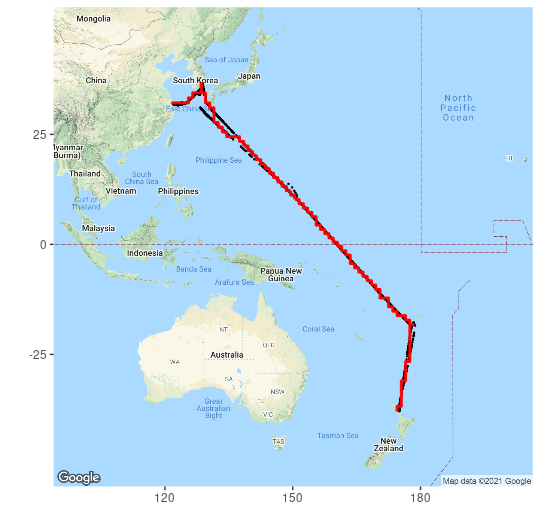 Mongolia
Sea of Japan
China
South Korea
Japan
East China
North
Pacific
Ocean
HI
25
Myanmar
(Burma)
Philippine Sea
Thailand
South
China Sea
Vietnam
Philippines
Gulf of
Thailand
Malaysia
0
Indonesia
Banda Sea
Papua New
Guinea
Arafura Sea
-25
NT
Coral Sea
QLD
WA
Australia
SA
NSW
Great
Australian
Bight
VIC
TAS
Tasman Sea
New
Zealand
Google
Map data ©2021 Google
120
150
180